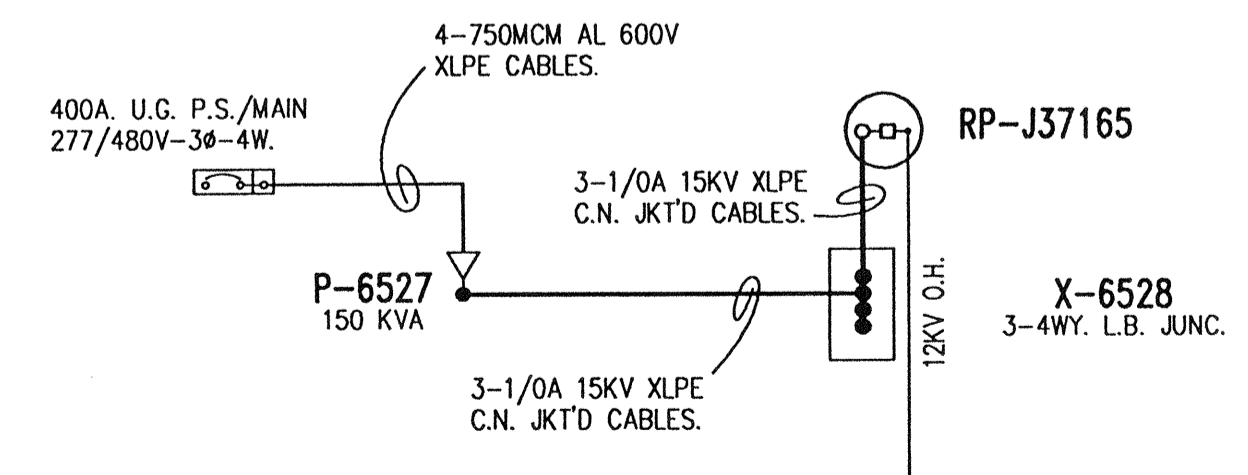 4-750MCM AL 600V
XLPE CABLES.
400A. U.G. P.S./MAIN
277/480V-3ø-4W.
RP-J37165
3-1/0A 15KV XLPE
C.N. JKT'D CABLES.
P-6527
150 KVA
12KV O.H.
X-6528
3-4WY. L.B. JUNC.
3-1/0A 15KV XLPE
C.N. JKT'D CABLES.